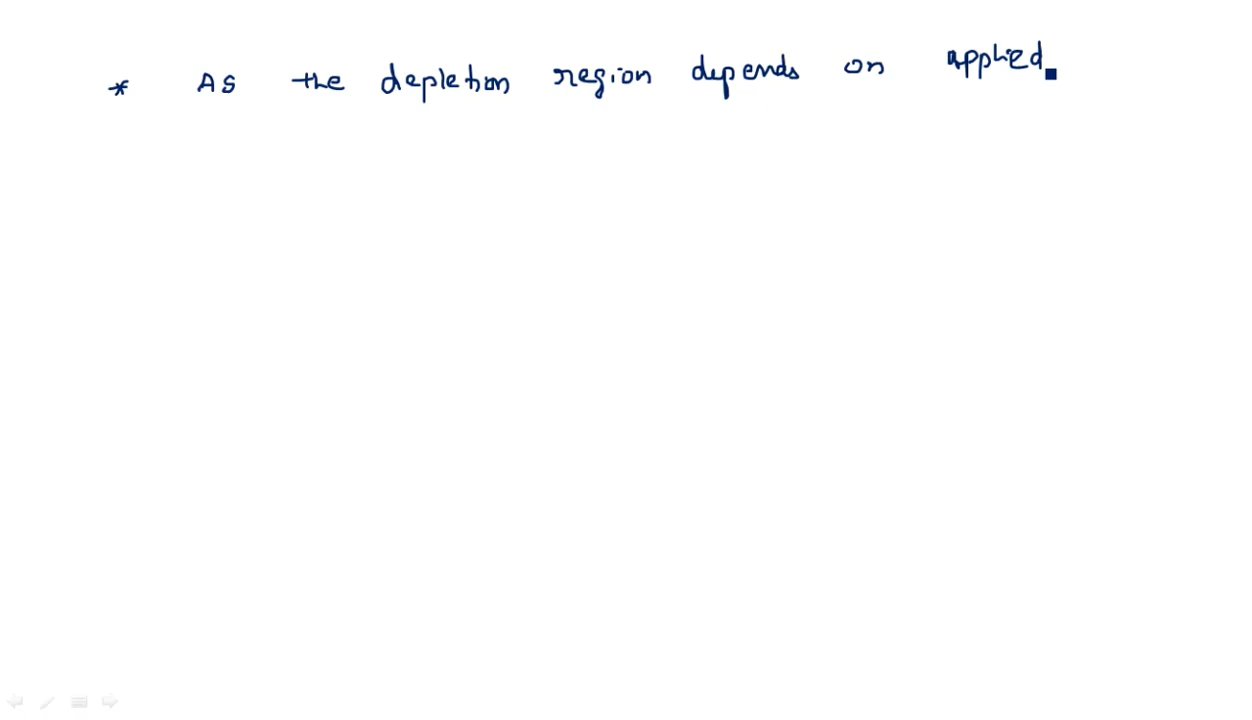 * As the depletion region depends on applied